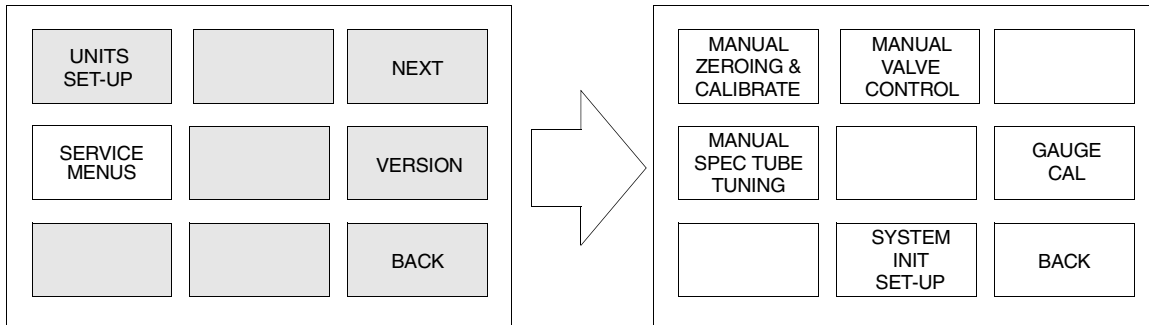 UNITS
SET-UP
NEXT
SERVICE
MENUS
VERSION
BACK
MANUAL
ZEROING &
CALIBRATE
MANUAL
VALVE
CONTROL
MANUAL
SPEC TUBE
TUNING
GAUGE
CAL
SYSTEM
INIT
SET-UP
BACK